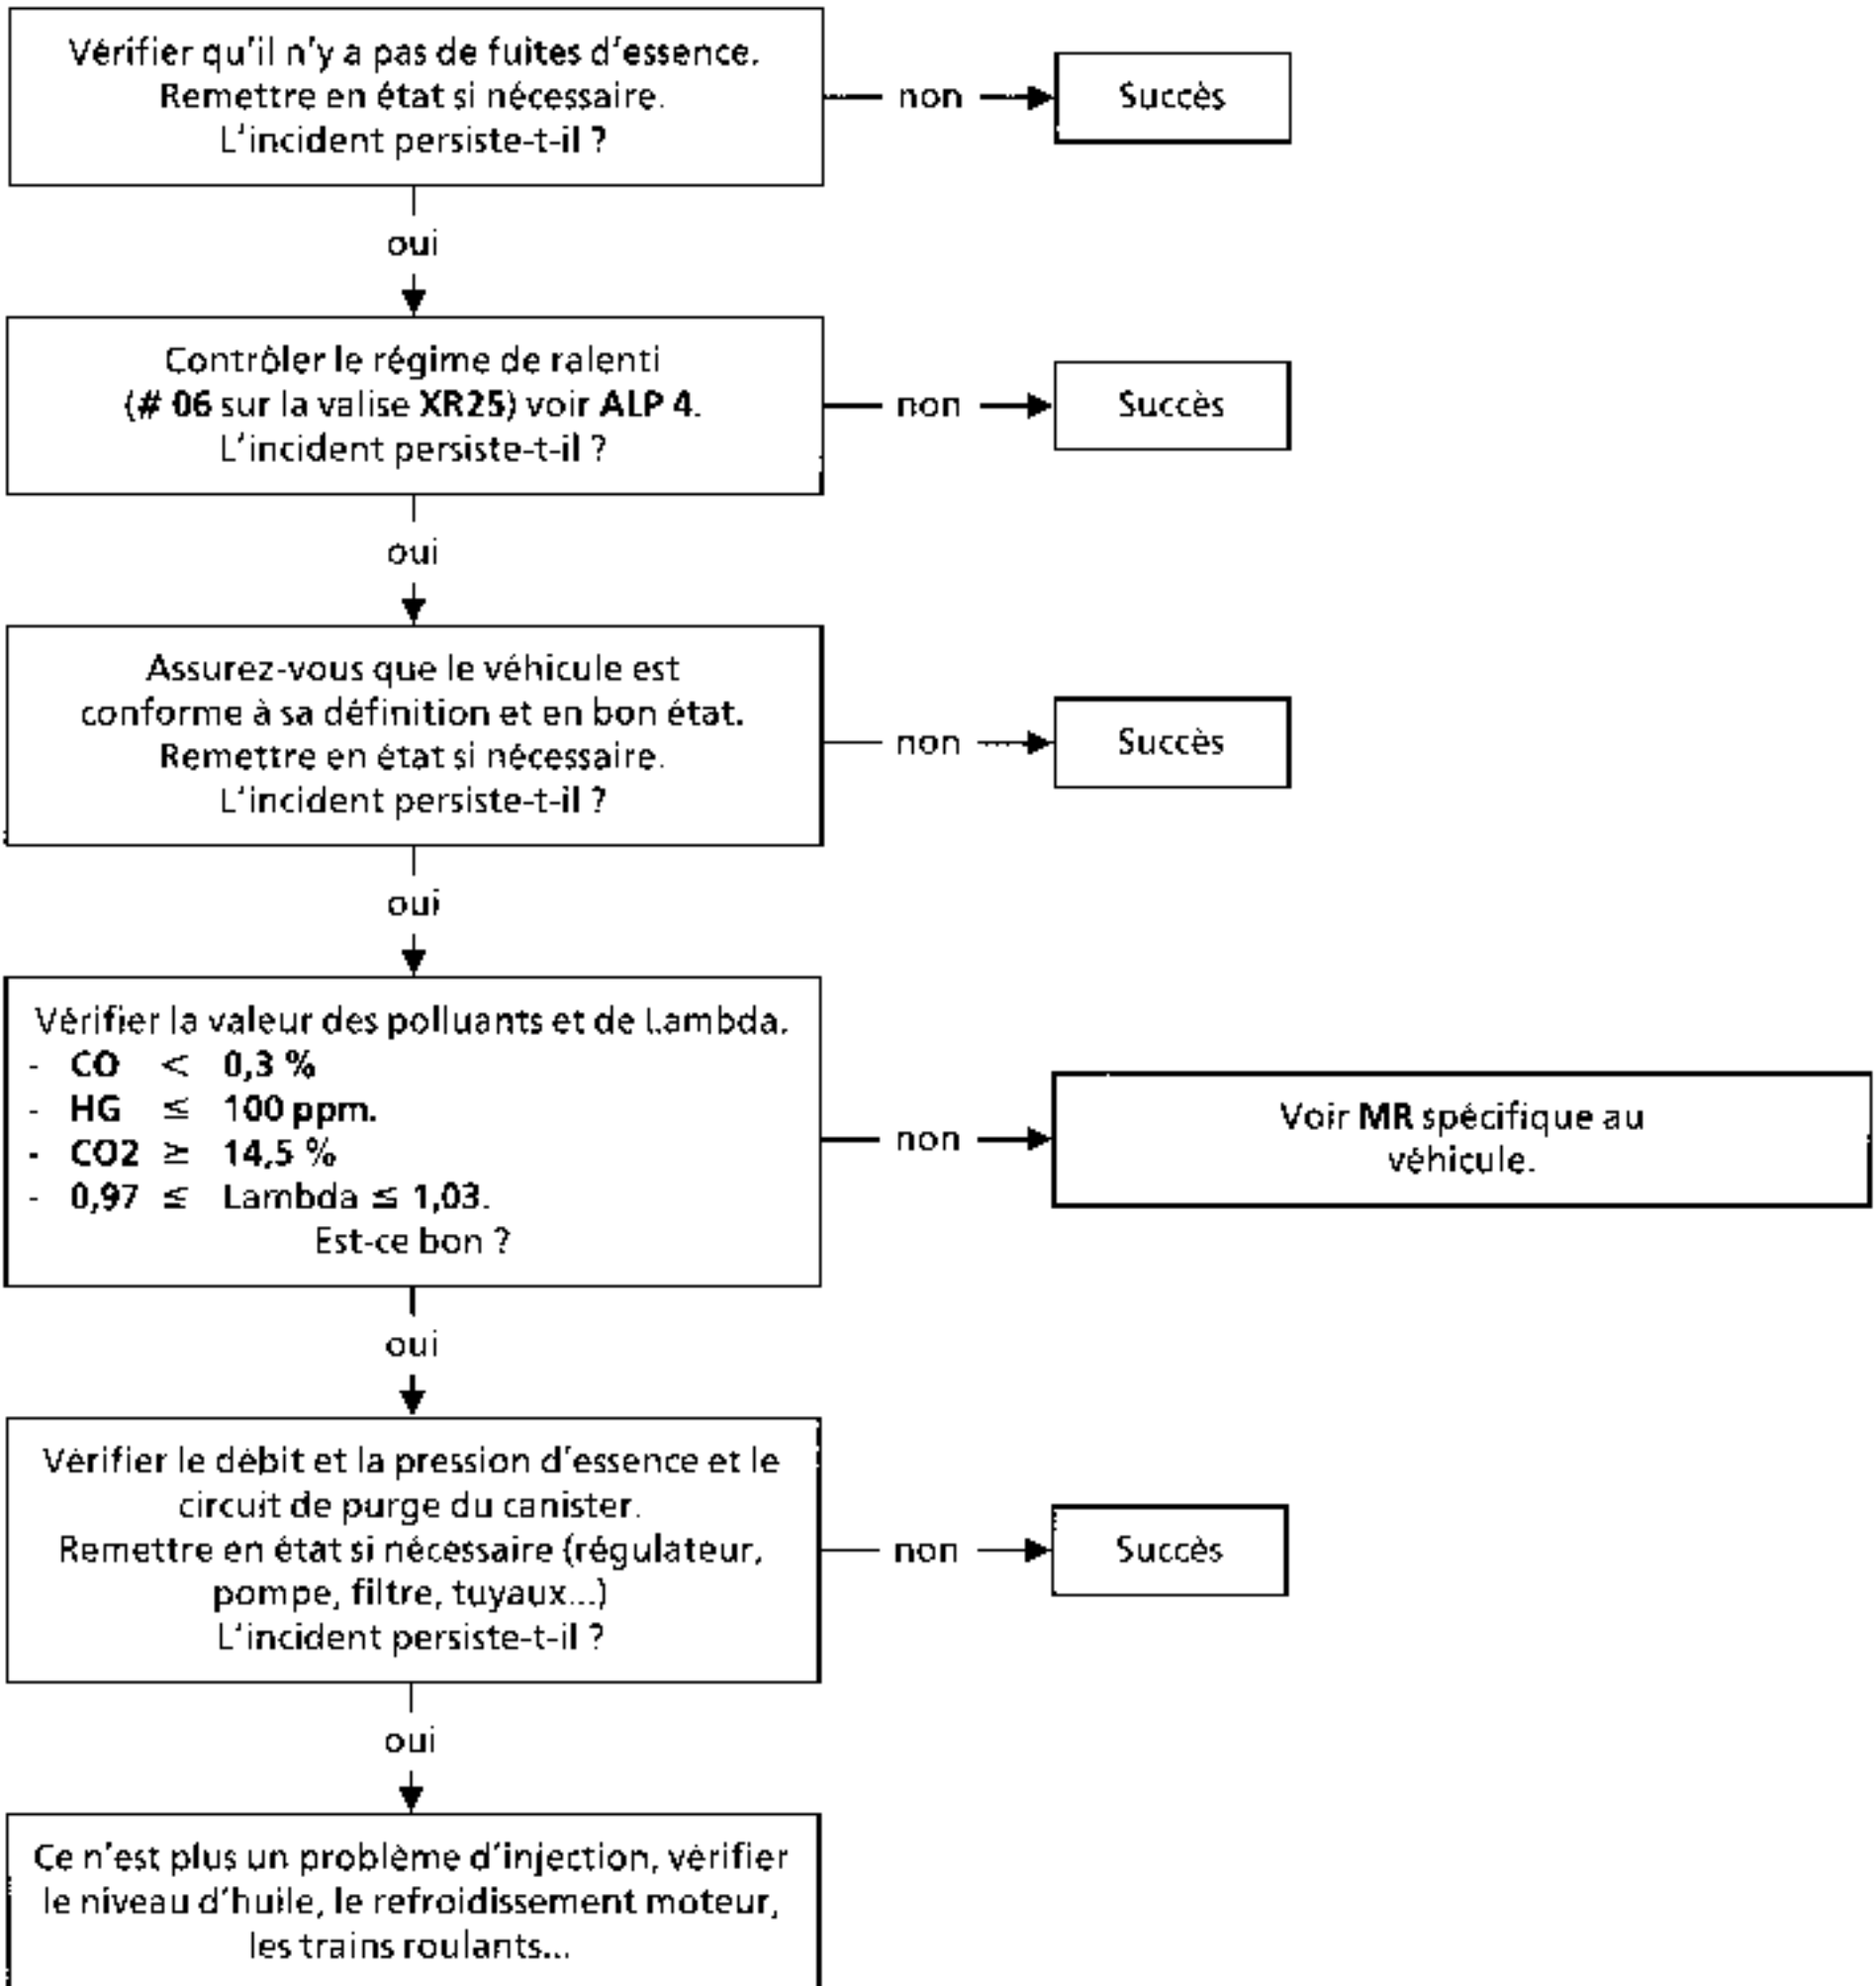 Vérifier qu'il n'y a pas de fuites d'essence.
Remettre en état si nécessaire.
L'incident persiste-t-il ?
non
Succès
oui
Contrôler le régime de ralenti
(# 06 sur la valise XR25) voir ALP 4.
L'incident persiste-t-il ?
non
Succès
oui
Assurez-vous que le véhicule est
conforme à sa définition et en bon état.
Remettre en état si nécessaire.
L'incident persiste-t-il ?
non
Succès
oui
Vérifier la valeur des polluants et de Lambda.
- CO < 0,3 %
- HG ≤ 100 ppm.
- CO2 ≥ 14,5 %
- 0,97 ≤ Lambda ≤ 1,03.
Est-ce bon ?
non
Voir MR spécifique au
véhicule.
oui
Vérifier le débit et la pression d'essence et le
circuit de purge du canister.
Remettre en état si nécessaire (régulateur,
pompe, filtre, tuyaux...)
L'incident persiste-t-il ?
non
Succès
oui
Ce n'est plus un problème d'injection, vérifier
le niveau d'huile, le refroidissement moteur,
les trains roulants...